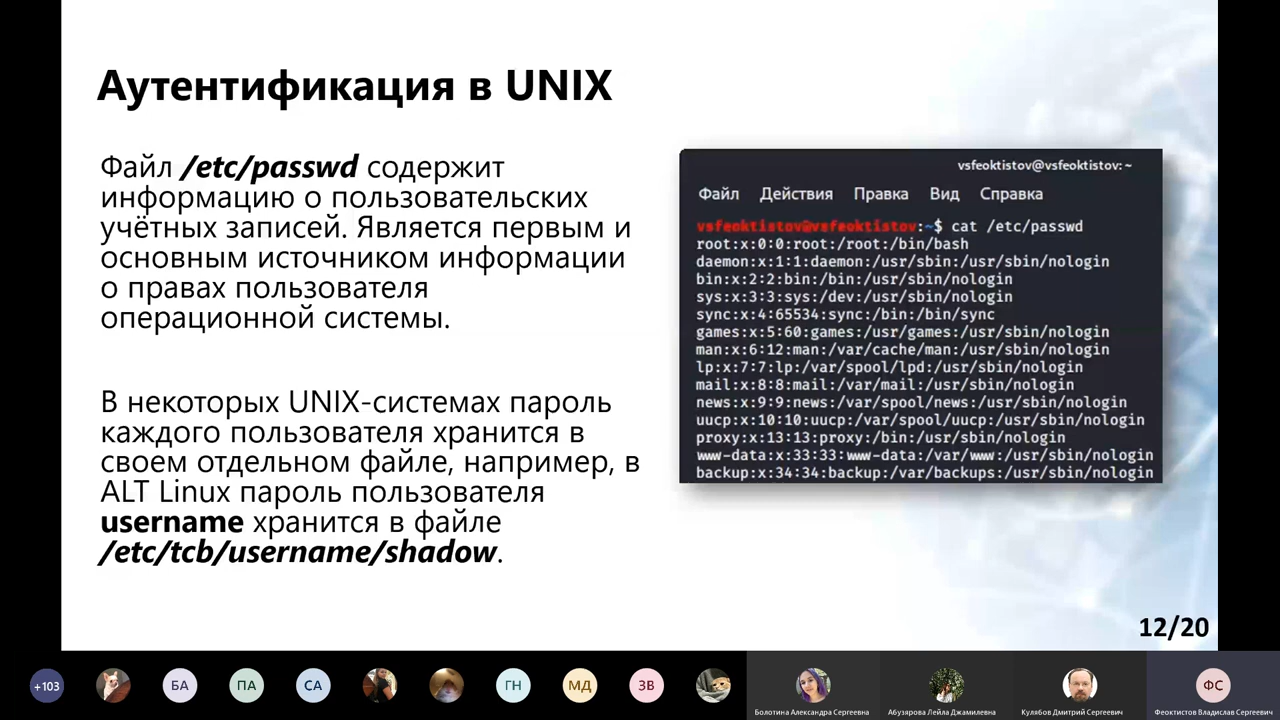 Аутентификация в UNIX
Файл /etc/passwd содержит
информацию о пользовательских
учётных записей. Является первым и
основным источником информации
о правах пользователя
операционной системы.
В некоторых UNIX-системах пароль
каждого пользователя хранится в
своем отдельном файле, например, в
ALT Linux пароль пользователя
username хранится в файле
/etc/tcb/username/shadow.
vsfeoktistov@vsfeoktistov: ~
Файл Действия Правка Вид Справка
vsfeoktistov@vsfeoktistov:~$ cat /etc/passwd
root:x:0:0:root:/root:/bin/bash
daemon:x:1:1:daemon:/usr/sbin:/usr/sbin/nologin
bin:x:2:2:bin:/bin:/usr/sbin/nologin
sys:x:3:3:sys:/dev:/usr/sbin/nologin
sync:x:4:65534:sync:/bin:/bin/sync
games:x:5:60:games:/usr/games:/usr/sbin/nologin
man:x:6:12:man:/var/cache/man:/usr/sbin/nologin
lp:x:7:7:lp:/var/spool/lpd:/usr/sbin/nologin
mail:x:8:8:mail:/var/mail:/usr/sbin/nologin
news:x:9:9:news:/var/spool/news:/usr/sbin/nologin
uucp:x:10:10:uucp:/var/spool/uucp:/usr/sbin/nologin
proxy:x:13:13:proxy:/bin:/usr/sbin/nologin
www-data:x:33:33:www-data:/var/www:/usr/sbin/nologin
backup:x:34:34:backup:/var/backups:/usr/sbin/nologin
12/20
+103
БА
ПА
СА
ГН
МД
ЗВ
ФС
Болотина Александра Сергеевна
Абузярова Лейла Джамилевна
Кулябов Дмитрий Сергеевич
Феоктистов Владислав Сергеевич